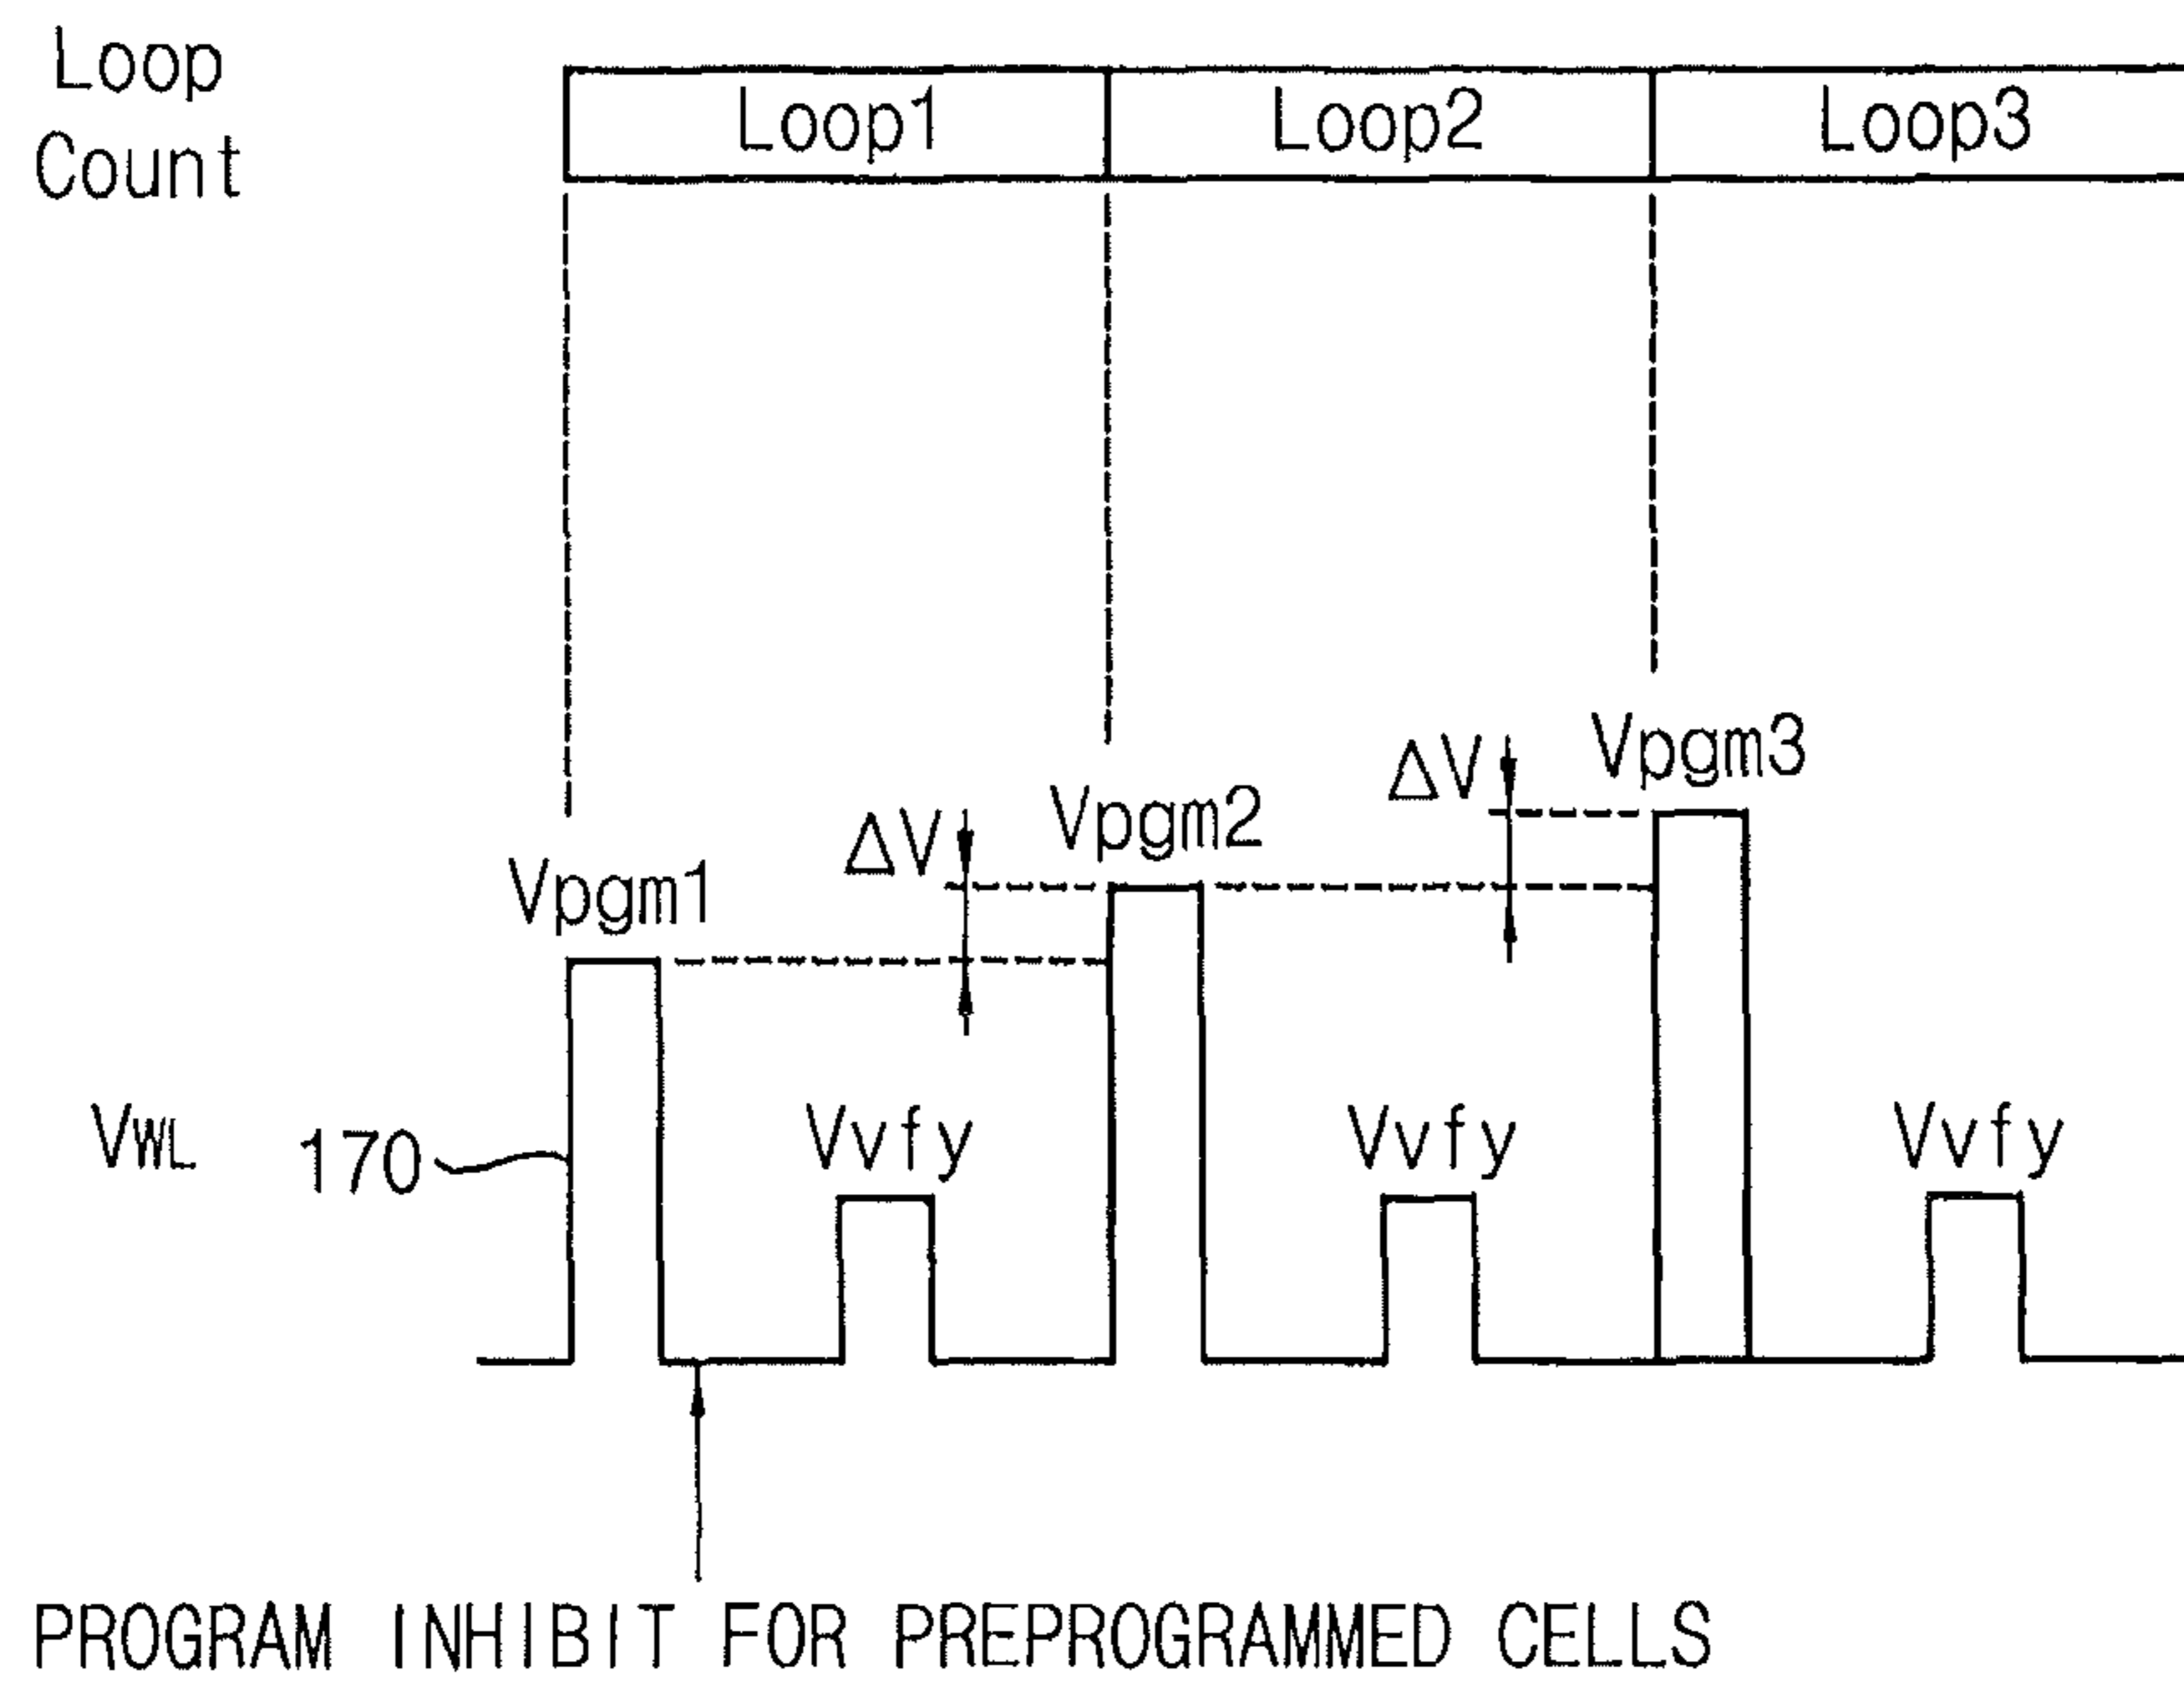 Loop
Count
Loop1
Loop2
Loop3
Vpgm1
ΔV
Vpgm2
ΔV
Vpgm3
VWL
170
Vvfy
Vvfy
Vvfy
PROGRAM INHIBIT FOR PREPROGRAMMED CELLS